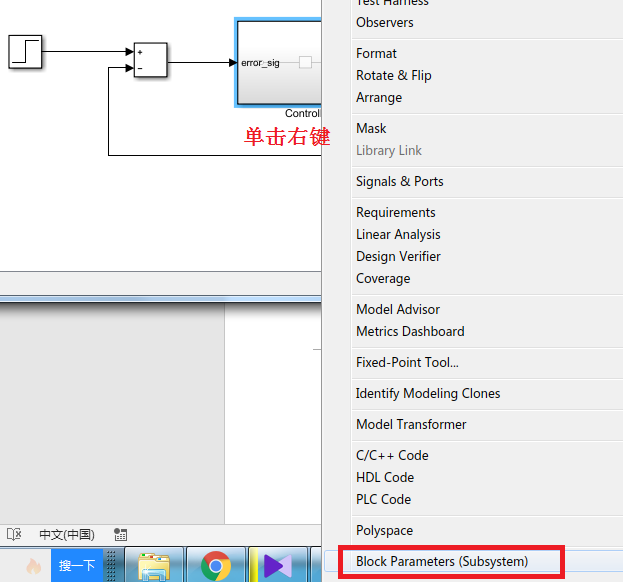 Test Harness
Observers
Format
Rotate & Flip
Arrange
Mask
Library Link
Signals & Ports
Requirements
Linear Analysis
Design Verifier
Coverage
Model Advisor
Metrics Dashboard
Fixed-Point Tool...
Identify Modeling Clones
Model Transformer
C/C++ Code
HDL Code
PLC Code
Polyspace
Block Parameters (Subsystem)
+
−
error_sig
Control
单击右键
中文(中国)
搜一下